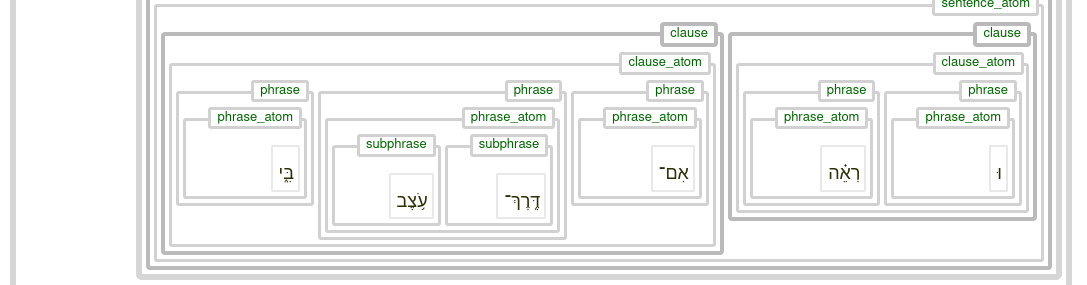 sentence_atom
clause clause
clause_atom clause_atom
phrase phrase phrase phrase phrase
phrase_atom phrase_atom phrase_atom phrase_atom phrase_atom
subphrase subphrase
וּ רְאֵ֗ה אִם־ דֶּֽרֶךְ־ עֹ֥צֶב בִּ֑י